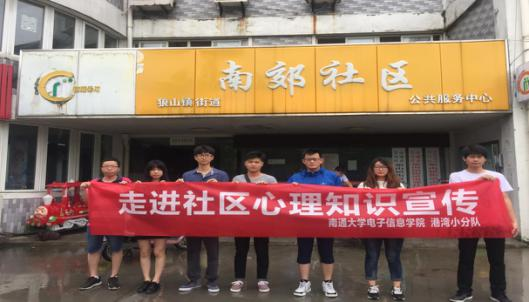 南郊社区
狼山镇街道
公共服务中心
走进社区心理知识宣传
南通大学电子信息学院 港湾小分队